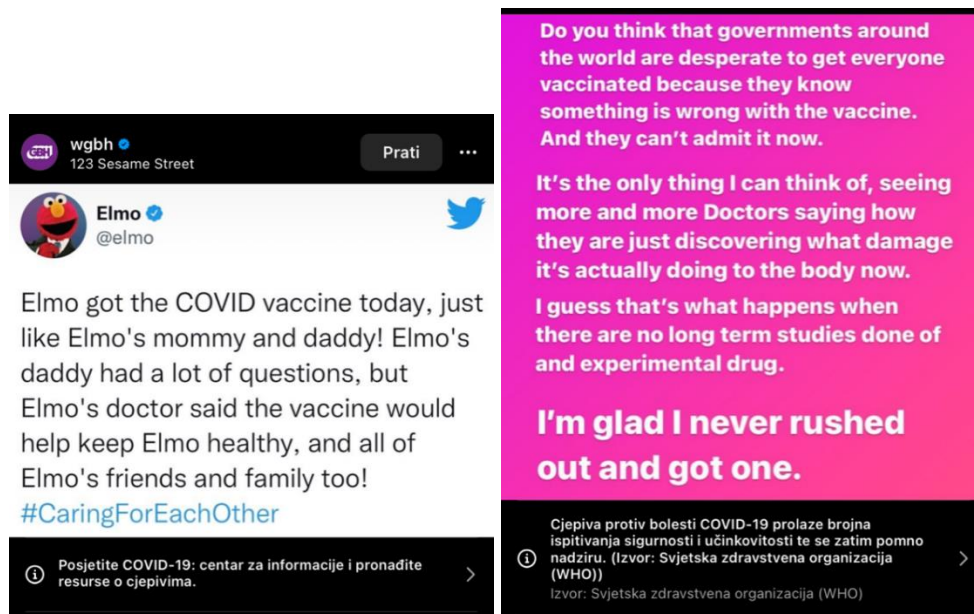 wgbh
Prati
123 Sesame Street
Elmo
@elmo
Elmo got the COVID vaccine today, just
like Elmo's mommy and daddy! Elmo's
daddy had a lot of questions, but
Elmo's doctor said the vaccine would
help keep Elmo healthy, and all of
Elmo's friends and family too!
#CaringForEachOther
Posjetite COVID-19: centar za informacije i pronađite
resurse o cjepivima.
Do you think that governments around
the world are desperate to get everyone
vaccinated because they know
something is wrong with the vaccine.
And they can't admit it now.
It's the only thing I can think of, seeing
more and more Doctors saying how
they are just discovering what damage
it's actually doing to the body now.
I guess that's what happens when
there are no long term studies done of
and experimental drug.
I'm glad I never rushed
out and got one.
Cjepiva protiv bolesti COVID-19 prolaze brojna
ispitivanja sigurnosti i učinkovitosti te se zatim pomno
nadziru. (Izvor: Svjetska zdravstvena organizacija
(WHO))
Izvor: Svjetska zdravstvena organizacija (WHO)